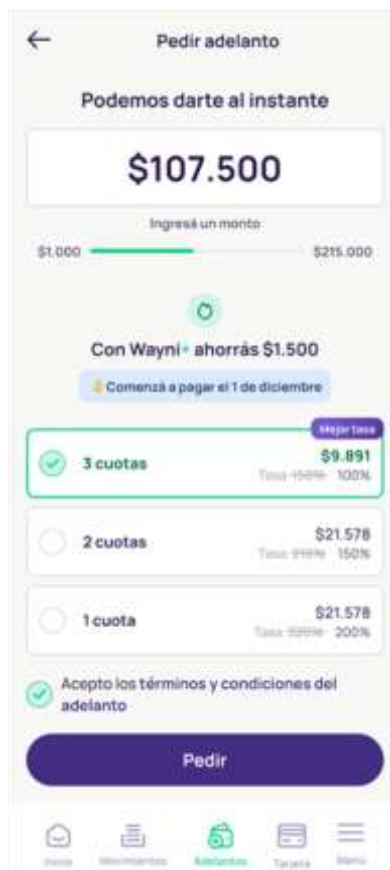 Pedir adelanto
Podemos darte al instante
$107.500
Ingresá un monto
$1.000 $215.000
Con Wayni+ ahorrás $1.500
Comenzá a pagar el 1 de diciembre
Mejor tasa
3 cuotas $9.891
Tasa 100%
2 cuotas $21.578
Tasa 150%
1 cuota $21.578
Tasa 200%
Acepto los términos y condiciones del
adelanto
Pedir
Inicio Movimientos Adelantos Tarjeta Menú